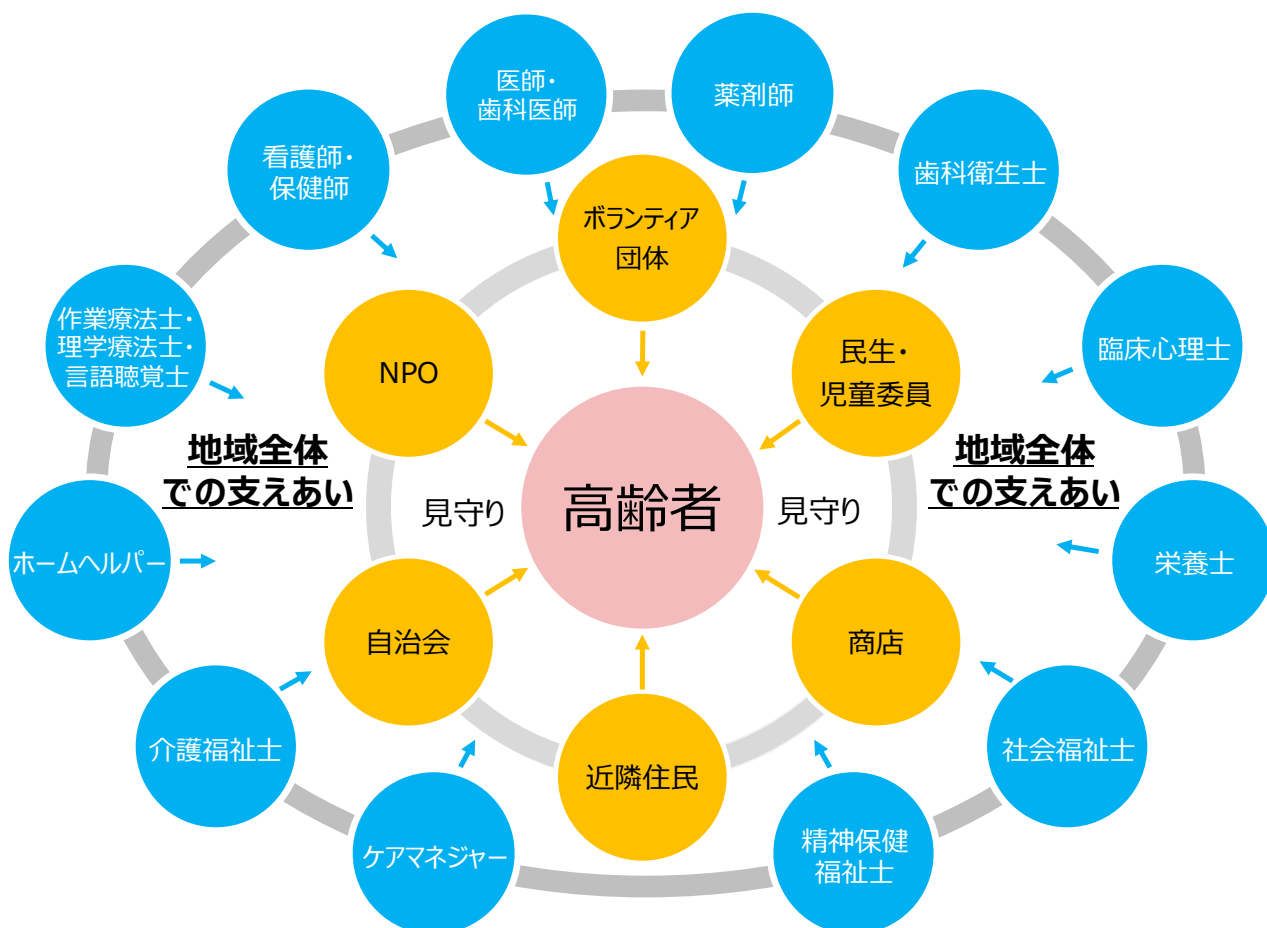 医師・
歯科医師
薬剤師
看護師・
保健師
歯科衛生士
ボランティア
団体
作業療法士・
理学療法士・
言語聴覚士
NPO
民生・
児童委員
臨床心理士
地域全体
での支えあい
地域全体
での支えあい
見守り
高齢者
見守り
ホームヘルパー
栄養士
自治会
商店
介護福祉士
近隣住民
社会福祉士
ケアマネジャー
精神保健
福祉士